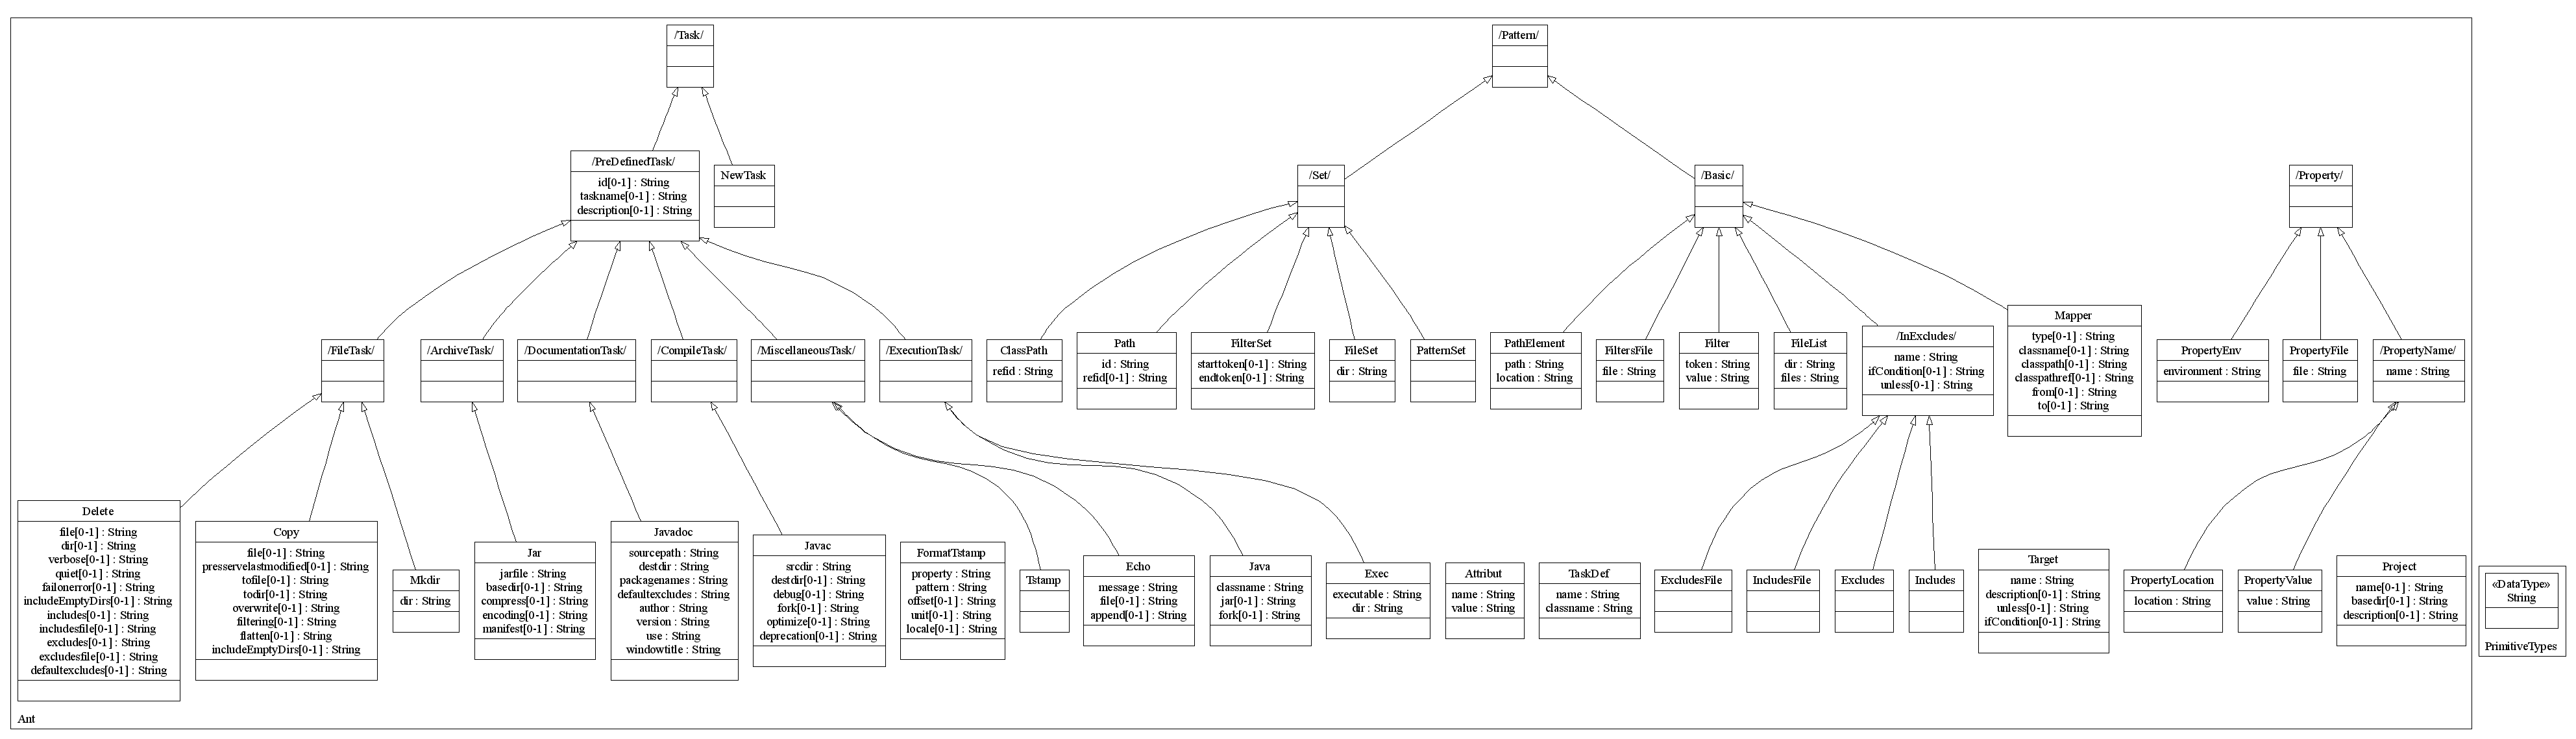 /Task/
/Pattern/
/PreDefinedTask/
id[0-1] : String
taskname[0-1] : String
description[0-1] : String
NewTask
/Set/
/Basic/
/Property/
/FileTask/
/ArchiveTask/
/DocumentationTask/
/CompileTask/
/MiscellaneousTask/
/ExecutionTask/
ClassPath
refid : String
Path
id : String
refid[0-1] : String
FilterSet
starttoken[0-1] : String
endtoken[0-1] : String
FileSet
dir : String
PatternSet
PathElement
path : String
location : String
FiltersFile
file : String
Filter
token : String
value : String
FileList
dir : String
files : String
/InExcludes/
name : String
ifCondition[0-1] : String
unless[0-1] : String
Mapper
type[0-1] : String
classname[0-1] : String
classpath[0-1] : String
classpathref[0-1] : String
from[0-1] : String
to[0-1] : String
PropertyEnv
environment : String
PropertyFile
file : String
/PropertyName/
name : String
Delete
file[0-1] : String
dir[0-1] : String
verbose[0-1] : String
quiet[0-1] : String
failonerror[0-1] : String
includeEmptyDirs[0-1] : String
includes[0-1] : String
includesfile[0-1] : String
excludes[0-1] : String
excludesfile[0-1] : String
defaultexcludes[0-1] : String
Copy
file[0-1] : String
presservelastmodified[0-1] : String
tofile[0-1] : String
todir[0-1] : String
overwrite[0-1] : String
filtering[0-1] : String
flatten[0-1] : String
includeEmptyDirs[0-1] : String
Mkdir
dir : String
Jar
jarfile : String
basedir[0-1] : String
compress[0-1] : String
encoding[0-1] : String
manifest[0-1] : String
Javadoc
sourcepath : String
destdir : String
packagenames : String
defaultexcludes : String
author : String
version : String
use : String
windowtitle : String
Javac
srcdir : String
destdir[0-1] : String
debug[0-1] : String
fork[0-1] : String
optimize[0-1] : String
deprecation[0-1] : String
FormatTstamp
property : String
pattern : String
offset[0-1] : String
unit[0-1] : String
locale[0-1] : String
Tstamp
Echo
message : String
file[0-1] : String
append[0-1] : String
Java
classname : String
jar[0-1] : String
fork[0-1] : String
Exec
executable : String
dir : String
Attribut
name : String
value : String
TaskDef
name : String
classname : String
ExcludesFile
IncludesFile
Excludes
Includes
Target
name : String
description[0-1] : String
unless[0-1] : String
ifCondition[0-1] : String
PropertyLocation
location : String
PropertyValue
value : String
Project
name[0-1] : String
basedir[0-1] : String
description[0-1] : String
«DataType»
String
PrimitiveTypes
Ant